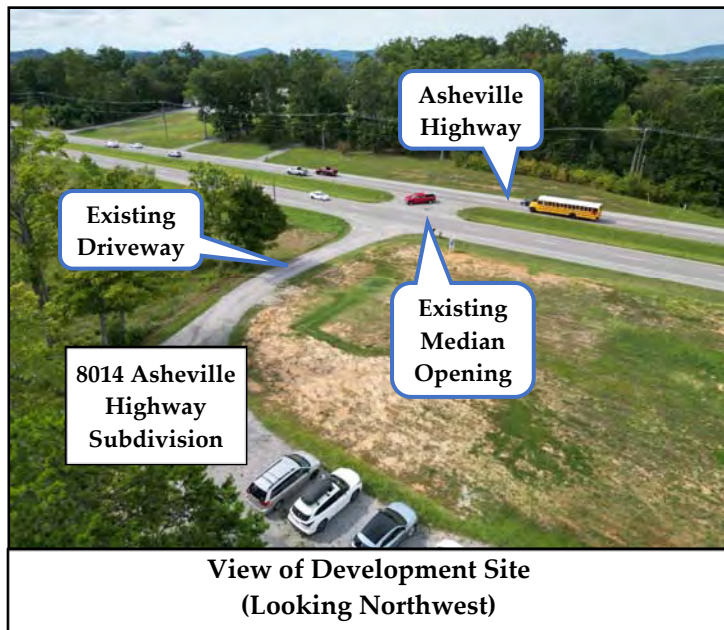 Asheville
Highway
Existing
Driveway
Existing
Median
Opening
8014 Asheville
Highway
Subdivision
View of Development Site
(Looking Northwest)